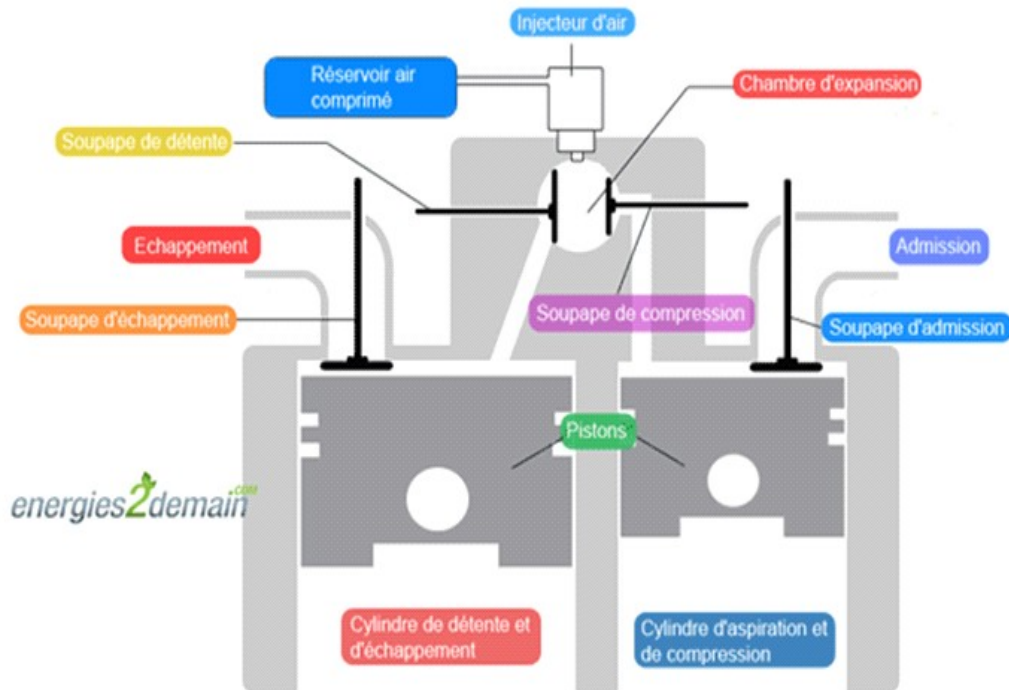 Injecteur d'air
Réservoir air
comprimé
Chambre d'expansion
Soupape de détente
Echappement
Admission
Soupape d'échappement
Soupape de compression
Soupape d'admission
Pistons
energies2demain.COM
Cylindre de détente et
d'échappement
Cylindre d'aspiration et
de compression